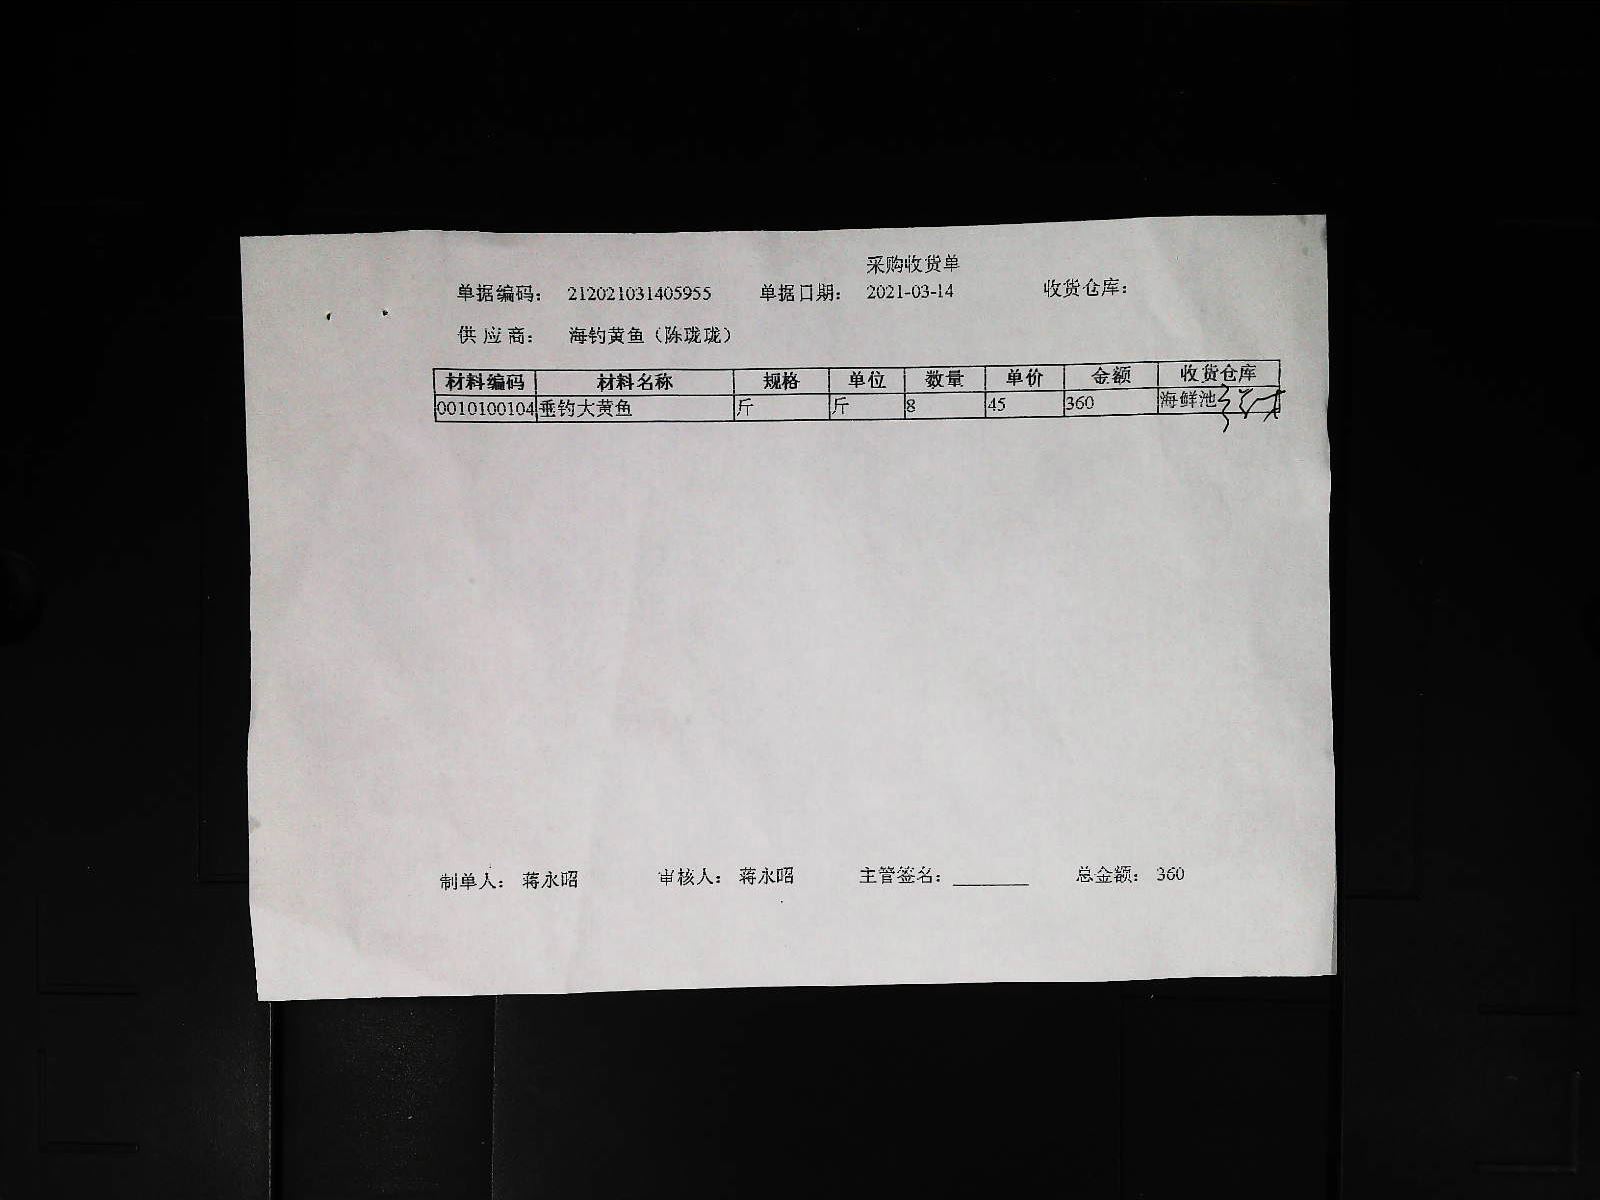 采购收货单
单据编码： 212021031405955 单据日期： 2021-03-14 收货仓库：
供 应 商： 海钓黄鱼（陈珑珑）
材料编码 材料名称 规格 单位 数量 单价 金额 收货仓库
0010100104 垂钓大黄鱼 斤 斤 8 45 360 海鲜池
制单人： 蒋永昭 审核人： 蒋永昭 主管签名：________ 总金额： 360